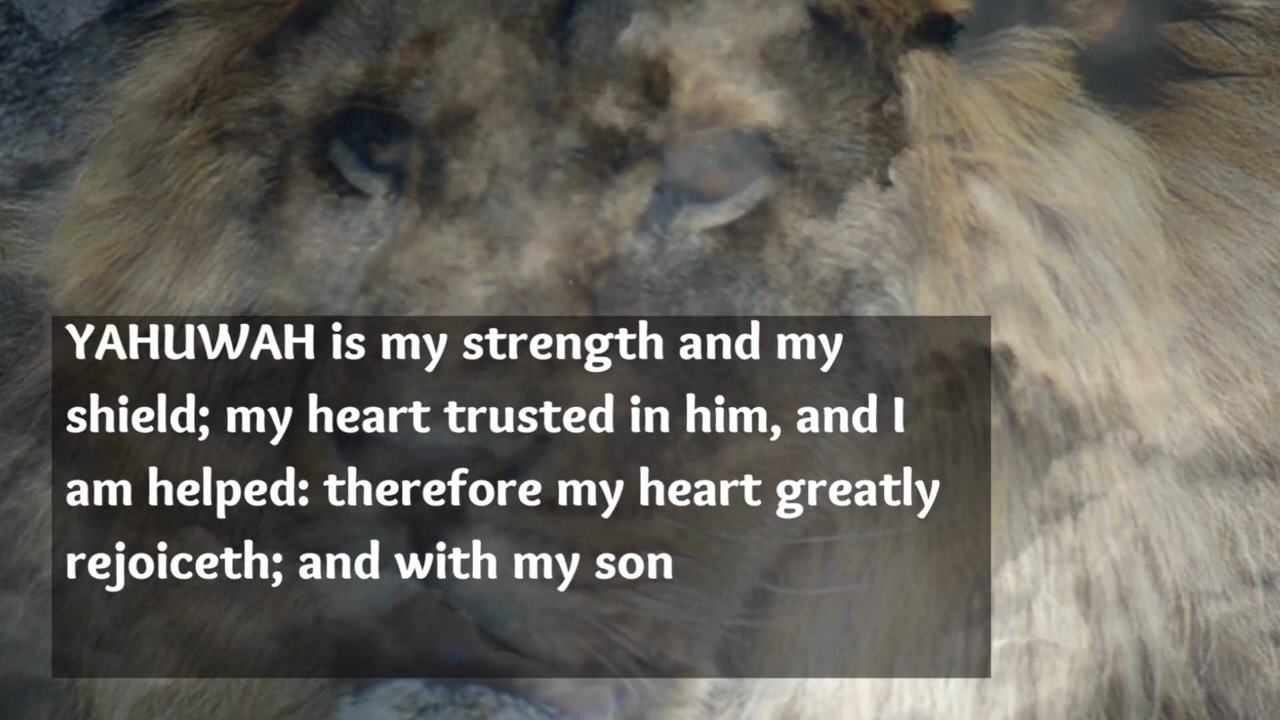 YAHUWAH is my strength and my
shield; my heart trusted in him, and I
am helped: therefore my heart greatly
rejoiceth; and with my son